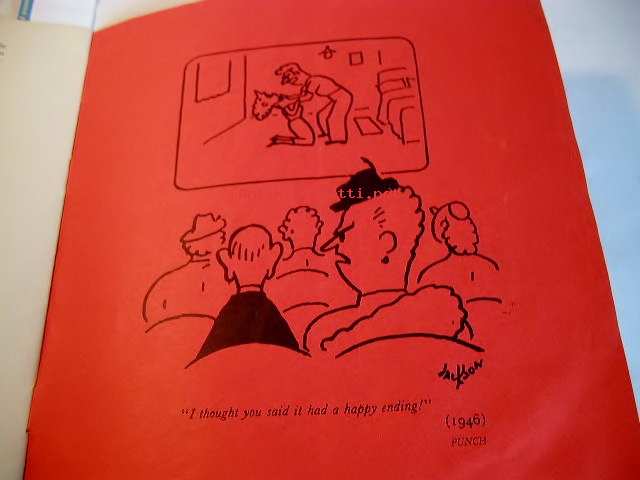 Jackson
"I thought you said it had a happy ending!"
(1946)
PUNCH